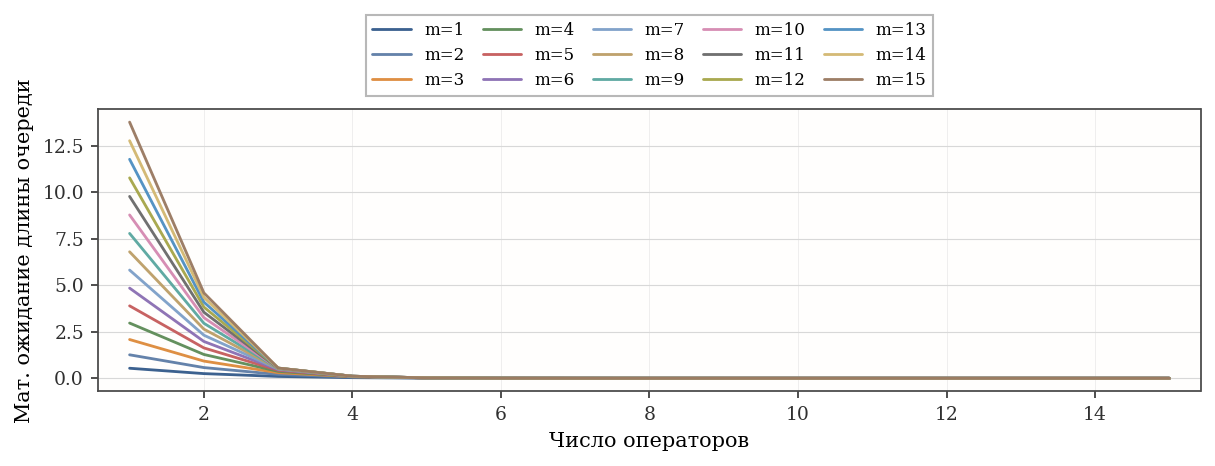 m=1 m=4 m=7 m=10 m=13
m=2 m=5 m=8 m=11 m=14
m=3 m=6 m=9 m=12 m=15
Мат. ожидание длины очереди
12.5
10.0
7.5
5.0
2.5
0.0
2 4 6 8 10 12 14
Число операторов